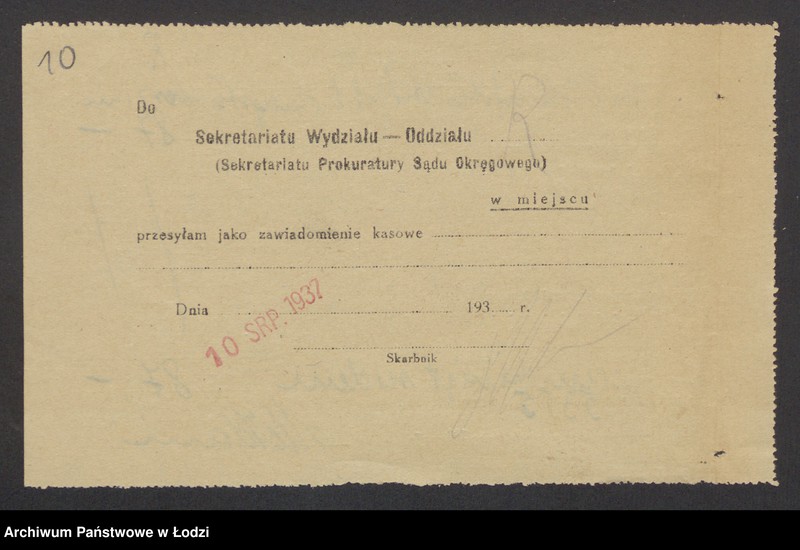 10
Do
Sekretariatu Wydziału — Oddziału ..........
(Sekretariatu Prokuratury Sądu Okręgowego)
w miejscu
przesyłam jako zawiadomienie kasowe ..........
Dnia .......... 193...... r.
10 SRP. 1937
Skarbnik
Archiwum Państwowe w Łodzi